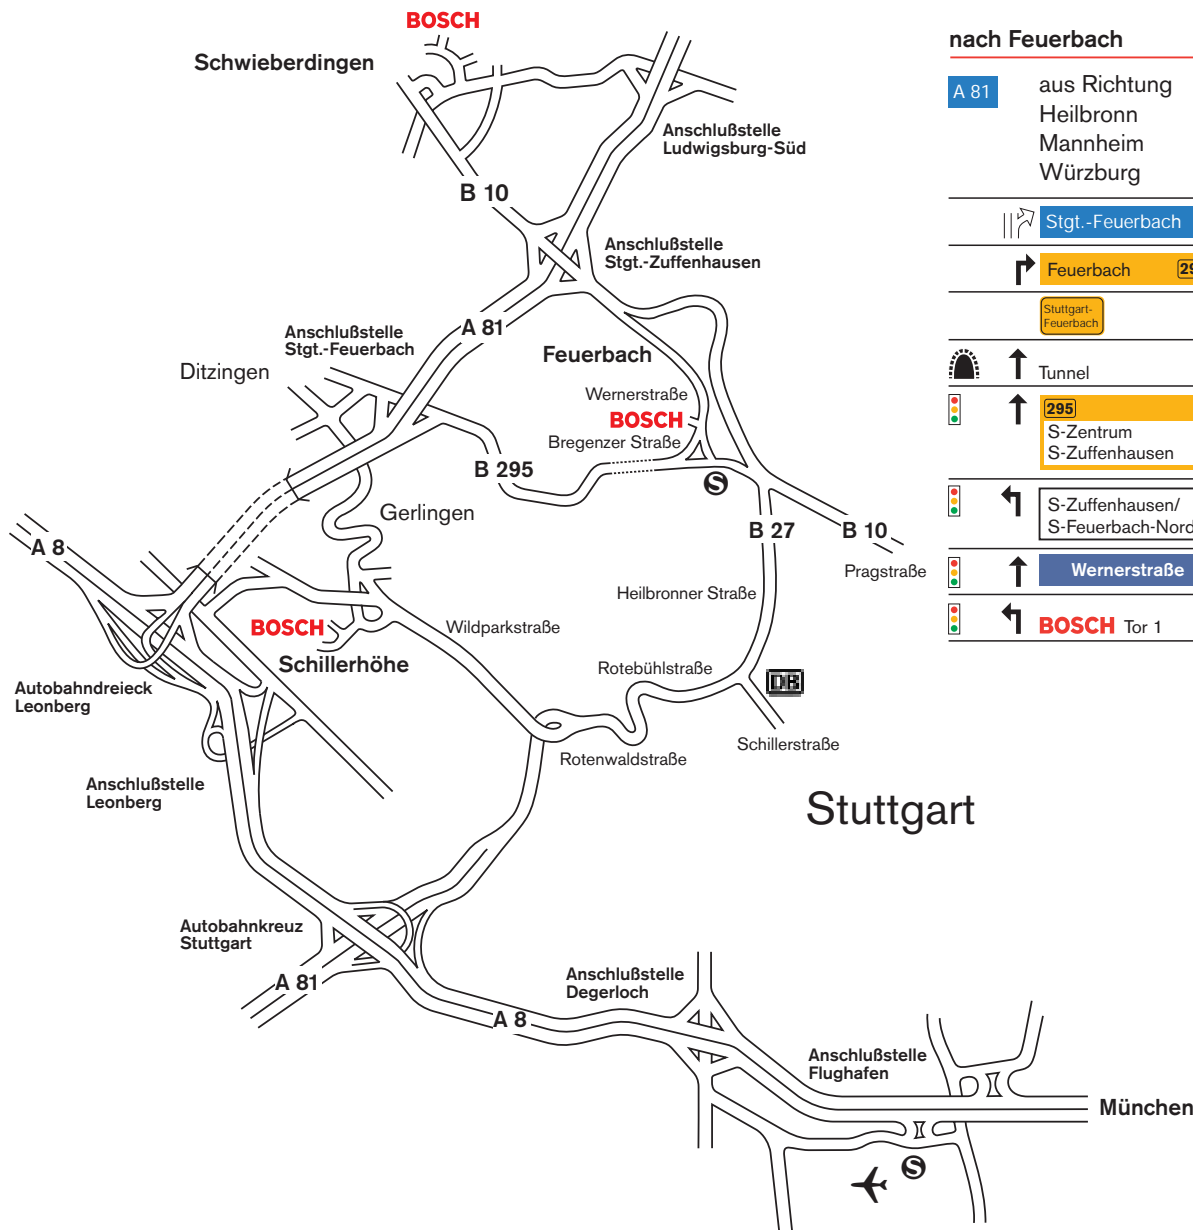 BOSCH
Schwieberdingen
Anschlußstelle
Ludwigsburg-Süd
B 10
Anschlußstelle
Stgt.-Zuffenhausen
A 81
Anschlußstelle
Stgt.-Feuerbach
Feuerbach
Ditzingen
Wernerstraße
BOSCH
Bregenzer Straße
B 295
S
Gerlingen
B 27
B 10
A 8
Pragstraße
Heilbronner Straße
BOSCH
Wildparkstraße
Schillerhöhe
Rotebühlstraße
DB
Autobahndreieck
Leonberg
Schillerstraße
Rotenwaldstraße
Anschlußstelle
Leonberg
Stuttgart
Autobahnkreuz
Stuttgart
A 81
Anschlußstelle
Degerloch
A 8
Anschlußstelle
Flughafen
München
S
nach Feuerbach
A 81
aus Richtung
Heilbronn
Mannheim
Würzburg
Stgt.-Feuerbach
Feuerbach
Stuttgart-
Feuerbach
Tunnel
295
S-Zentrum
S-Zuffenhausen
S-Zuffenhausen/
S-Feuerbach-Nord
Wernerstraße
BOSCH Tor 1